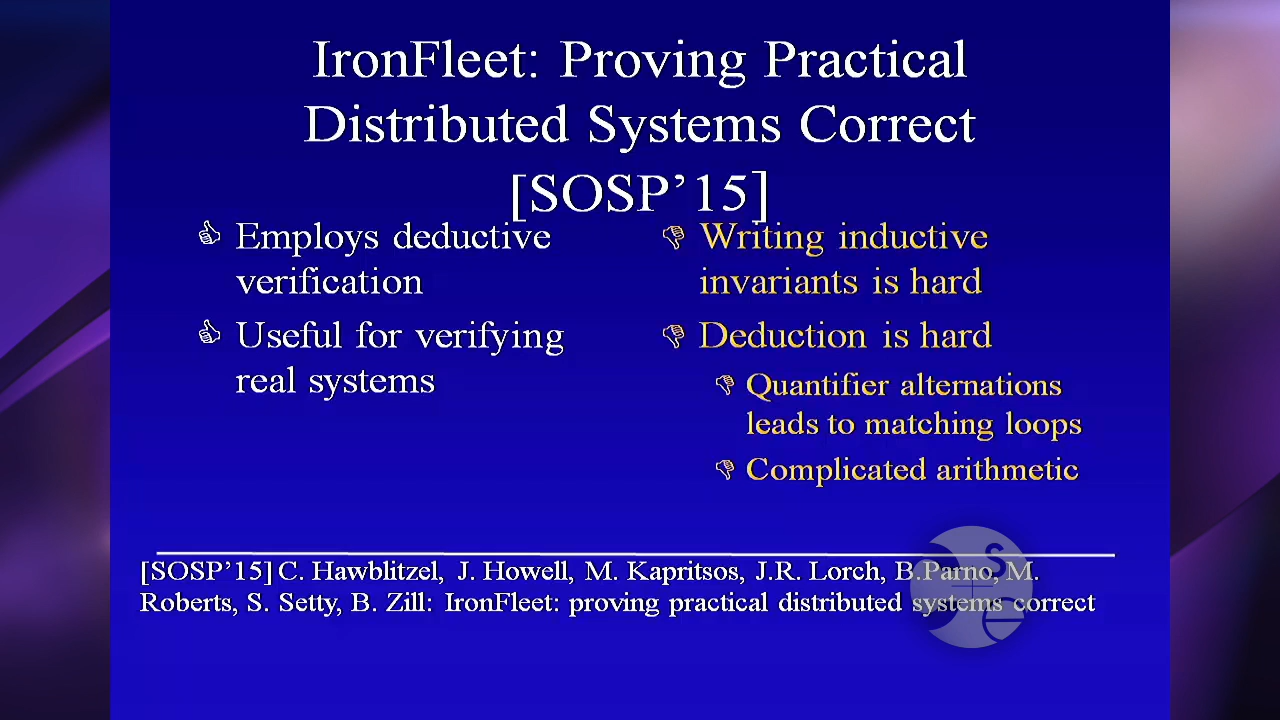 IronFleet: Proving Practical
Distributed Systems Correct
[SOSP’15]
Employs deductive
verification
Useful for verifying
real systems
Writing inductive
invariants is hard
Deduction is hard
Quantifier alternations
leads to matching loops
Complicated arithmetic
[SOSP’15] C. Hawblitzel, J. Howell, M. Kapritsos, J.R. Lorch, B.Parno, M.
Roberts, S. Setty, B. Zill: IronFleet: proving practical distributed systems correct
S
e